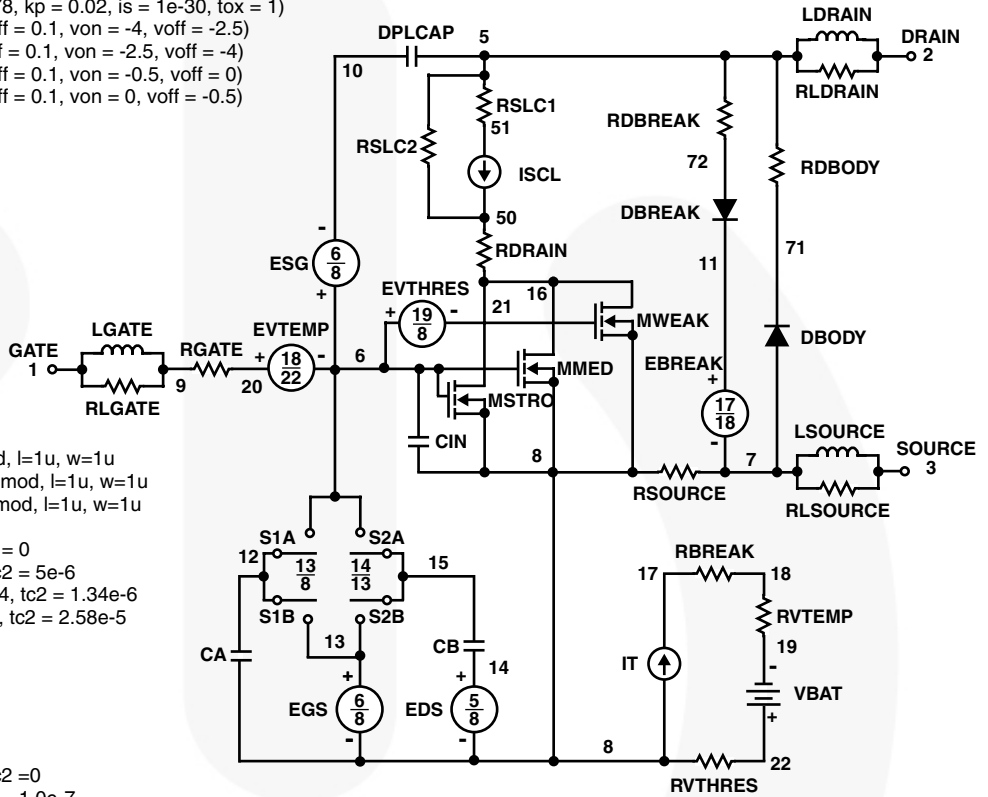 78, kp = 0.02, is = 1e-30, tox = 1)
off = 0.1, von = -4, voff = -2.5)
ff = 0.1, von = -2.5, voff = -4)
ff = 0.1, von = -0.5, voff = 0)
ff = 0.1, von = 0, voff = -0.5)
LDRAIN
DPLCAP
5
DRAIN
2
10
RLDRAIN
RSLC1
51
RDBREAK
RSLC2
72
RDBODY
ISCL
DBREAK
50
-
RDRAIN
71
ESG
6
8
11
+
EVTHRES
16
+
19
8
-
21
MWEAK
LGATE
EVTEMP
DBODY
GATE
1
RGATE
+
18
22
-
6
EBREAK
MMED
9
20
+
RLGATE
MSTRO
17
18
CIN
-
LSOURCE
d, l=1u, w=1u
8
7
SOURCE
3
mod, l=1u, w=1u
RSOURCE
mod, l=1u, w=1u
RLSOURCE
S1A
S2A
= 0
RBREAK
12
13
8
14
13
15
17
18
c2 = 5e-6
4, tc2 = 1.34e-6
S1B
S2B
RVTEMP
, tc2 = 2.58e-5
13
CB
19
CA
14
IT
-
+
+
VBAT
EGS
6
8
EDS
5
8
+
-
-
8
22
c2 =0
RVTHRES